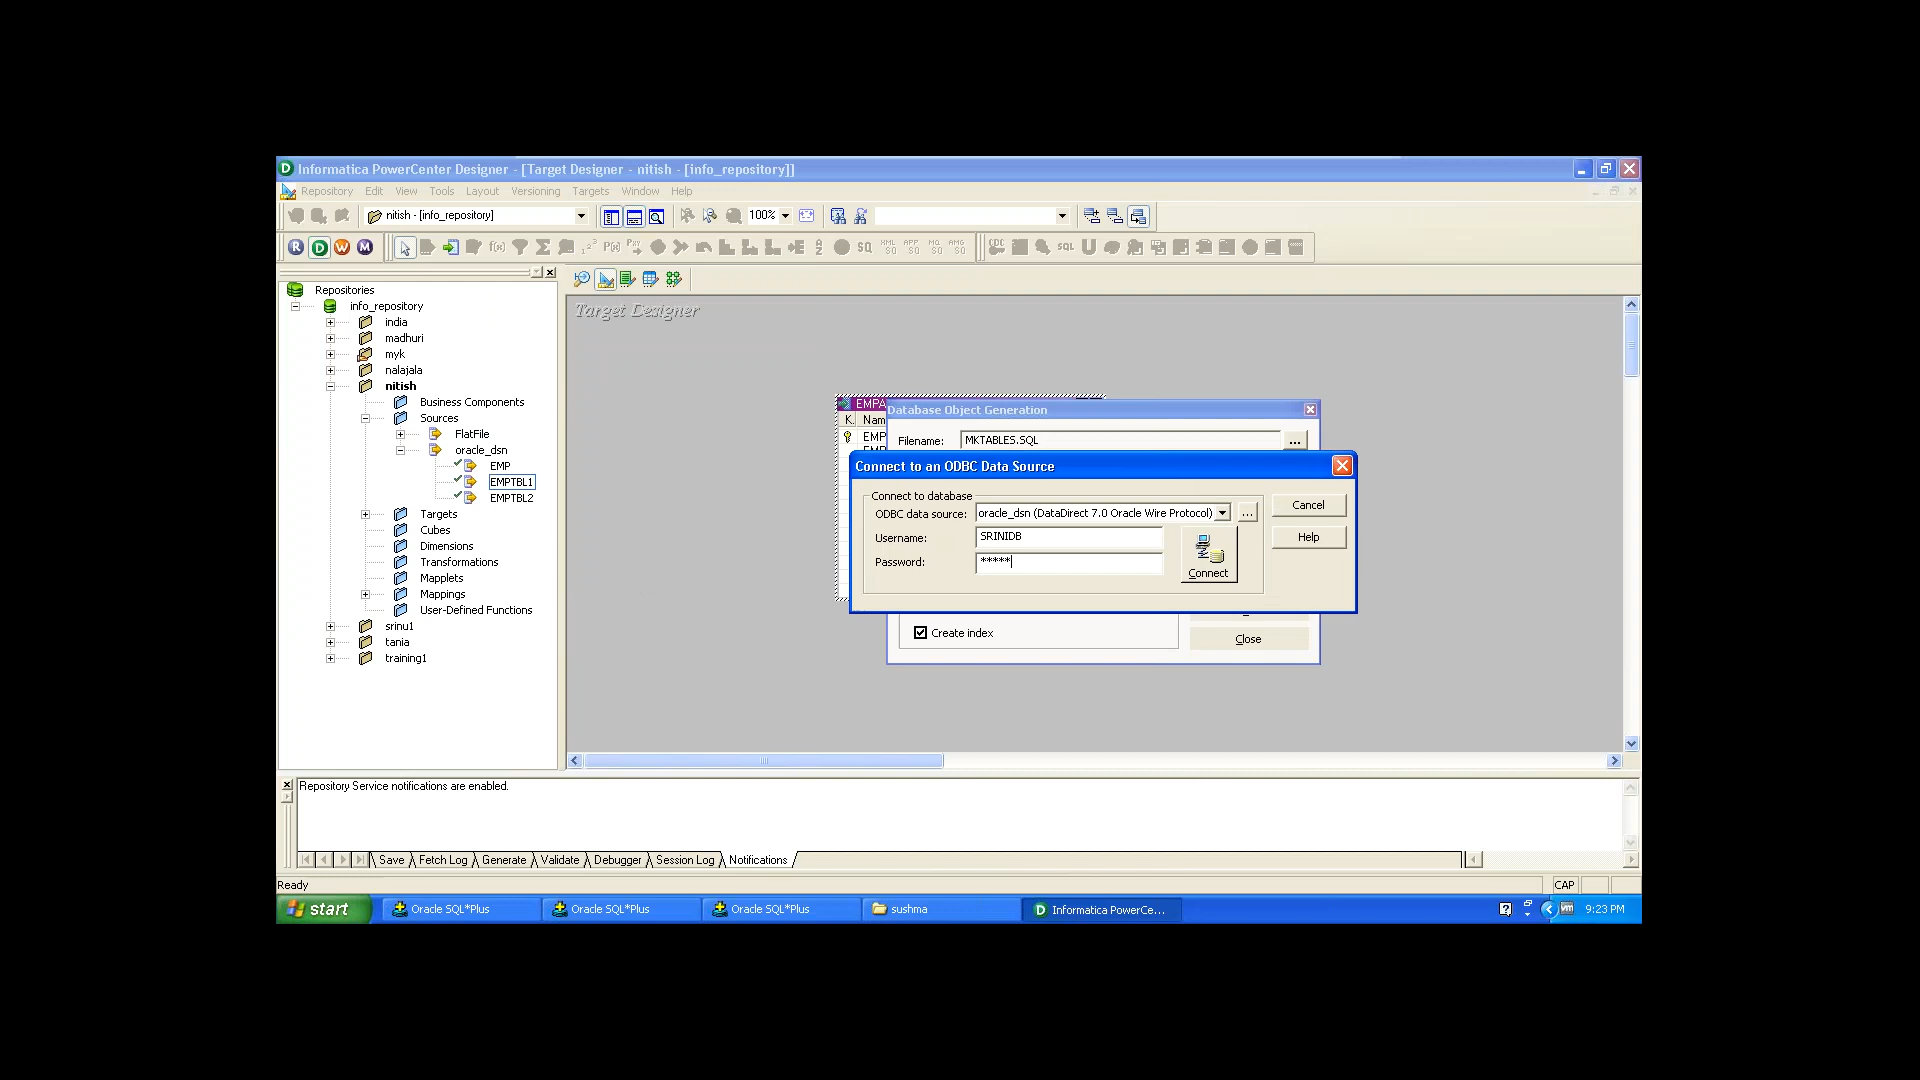 Informatica PowerCenter Designer - [Target Designer - nitish - [info_repository]]
Repository Edit View Tools Layout Versioning Targets Window Help
nitish - [info_repository]
100%
R D W M
SQ
SQL
Repositories
info_repository
india
madhuri
myk
nalajala
nitish
Business Components
Sources
FlatFile
oracle_dsn
EMP
EMPTBL1
EMPTBL2
Targets
Cubes
Dimensions
Transformations
Mapplets
Mappings
User-Defined Functions
srinu1
tania
training1
Target Designer
EMPA
K. Nam
EMP
Database Object Generation
Filename: MKTABLES.SQL ...
Connect to an ODBC Data Source
Connect to database
ODBC data source: oracle_dsn (DataDirect 7.0 Oracle Wire Protocol) ...
Username: SRINIDB
Password: *****
Connect
Cancel
Help
Create index
Close
Repository Service notifications are enabled.
Save Fetch Log Generate Validate Debugger Session Log Notifications
Ready CAP
start Oracle SQL*Plus Oracle SQL*Plus Oracle SQL*Plus sushma Informatica PowerCe... 9:23 PM